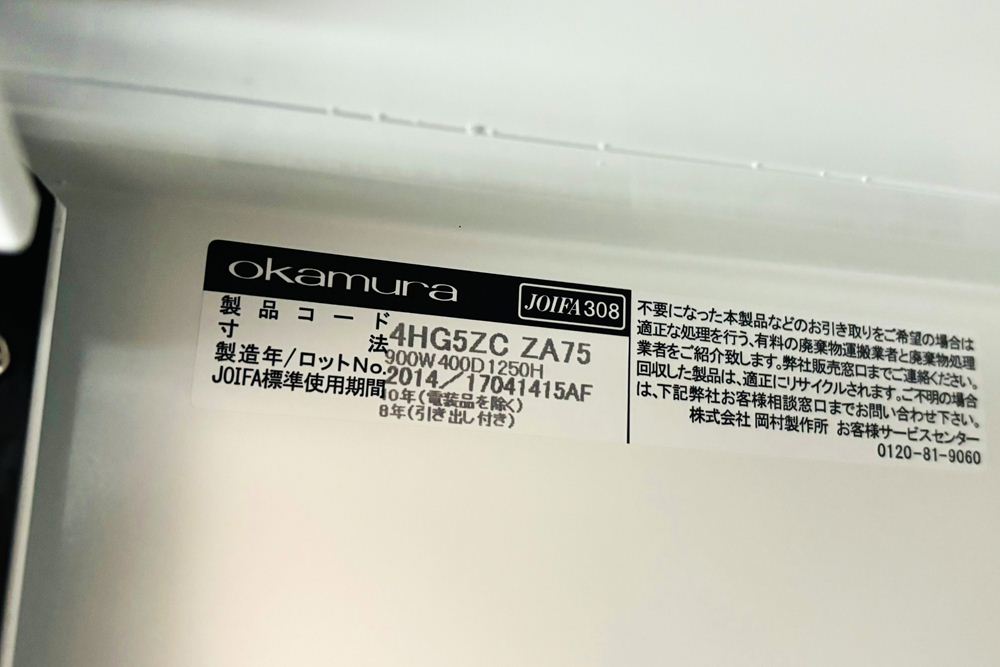 okamura
JOIFA308
製品コード 4HG5ZC ZA75
寸法 900W400D1250H
製造年/ロットNo. 2014/17041415AF
JOIFA標準使用期間 10年(電装品を除く)
8年(引き出し付き)
不要になった本製品などのお引き取りをご希望の場合は
適正な処理を行う、有料の廃棄物運搬業者と廃棄物処理
業者をご紹介致します。弊社販売窓口までご連絡ください。
回収した製品は、適正にリサイクルされます。ご不明の場合
は、下記弊社お客様相談窓口までお問い合わせ下さい。
株式会社 岡村製作所 お客様サービスセンター
0120-81-9060